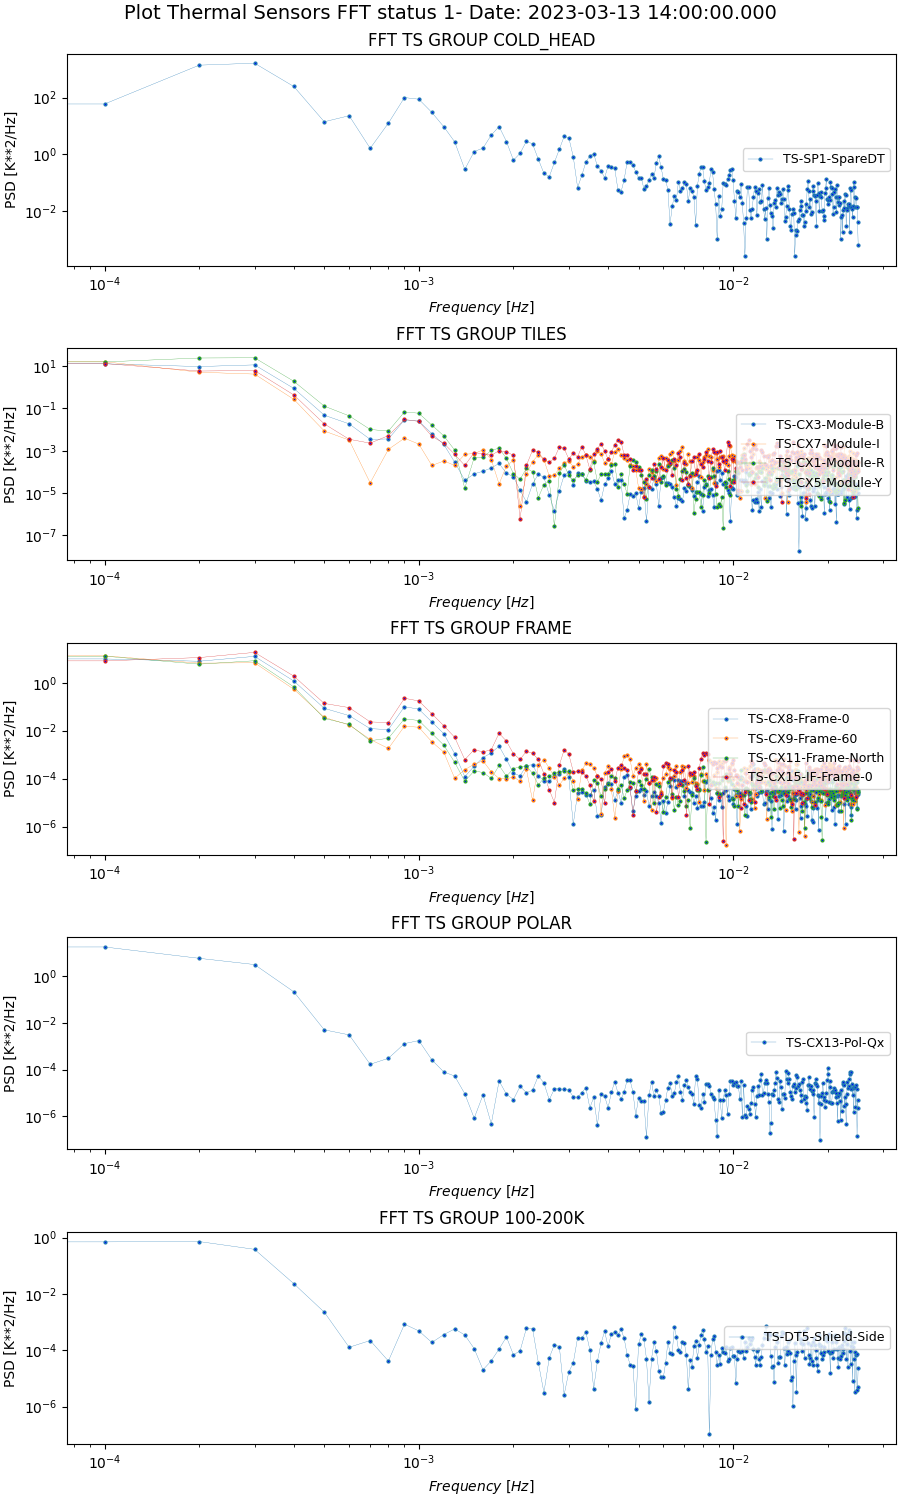 Plot Thermal Sensors FFT status 1- Date: 2023-03-13 14:00:00.000
FFT TS GROUP COLD_HEAD
PSD [K**2/Hz]
10^2
10^0
10^-2
TS-SP1-SpareDT
10^-4 10^-3 10^-2
Frequency [Hz]
FFT TS GROUP TILES
PSD [K**2/Hz]
10^1
10^-1
10^-3
10^-5
10^-7
TS-CX3-Module-B
TS-CX7-Module-I
TS-CX1-Module-R
TS-CX5-Module-Y
10^-4 10^-3 10^-2
Frequency [Hz]
FFT TS GROUP FRAME
PSD [K**2/Hz]
10^0
10^-2
10^-4
10^-6
TS-CX8-Frame-0
TS-CX9-Frame-60
TS-CX11-Frame-North
TS-CX15-IF-Frame-0
10^-4 10^-3 10^-2
Frequency [Hz]
FFT TS GROUP POLAR
PSD [K**2/Hz]
10^0
10^-2
10^-4
10^-6
TS-CX13-Pol-Qx
10^-4 10^-3 10^-2
Frequency [Hz]
FFT TS GROUP 100-200K
PSD [K**2/Hz]
10^0
10^-2
10^-4
10^-6
TS-DT5-Shield-Side
10^-4 10^-3 10^-2
Frequency [Hz]